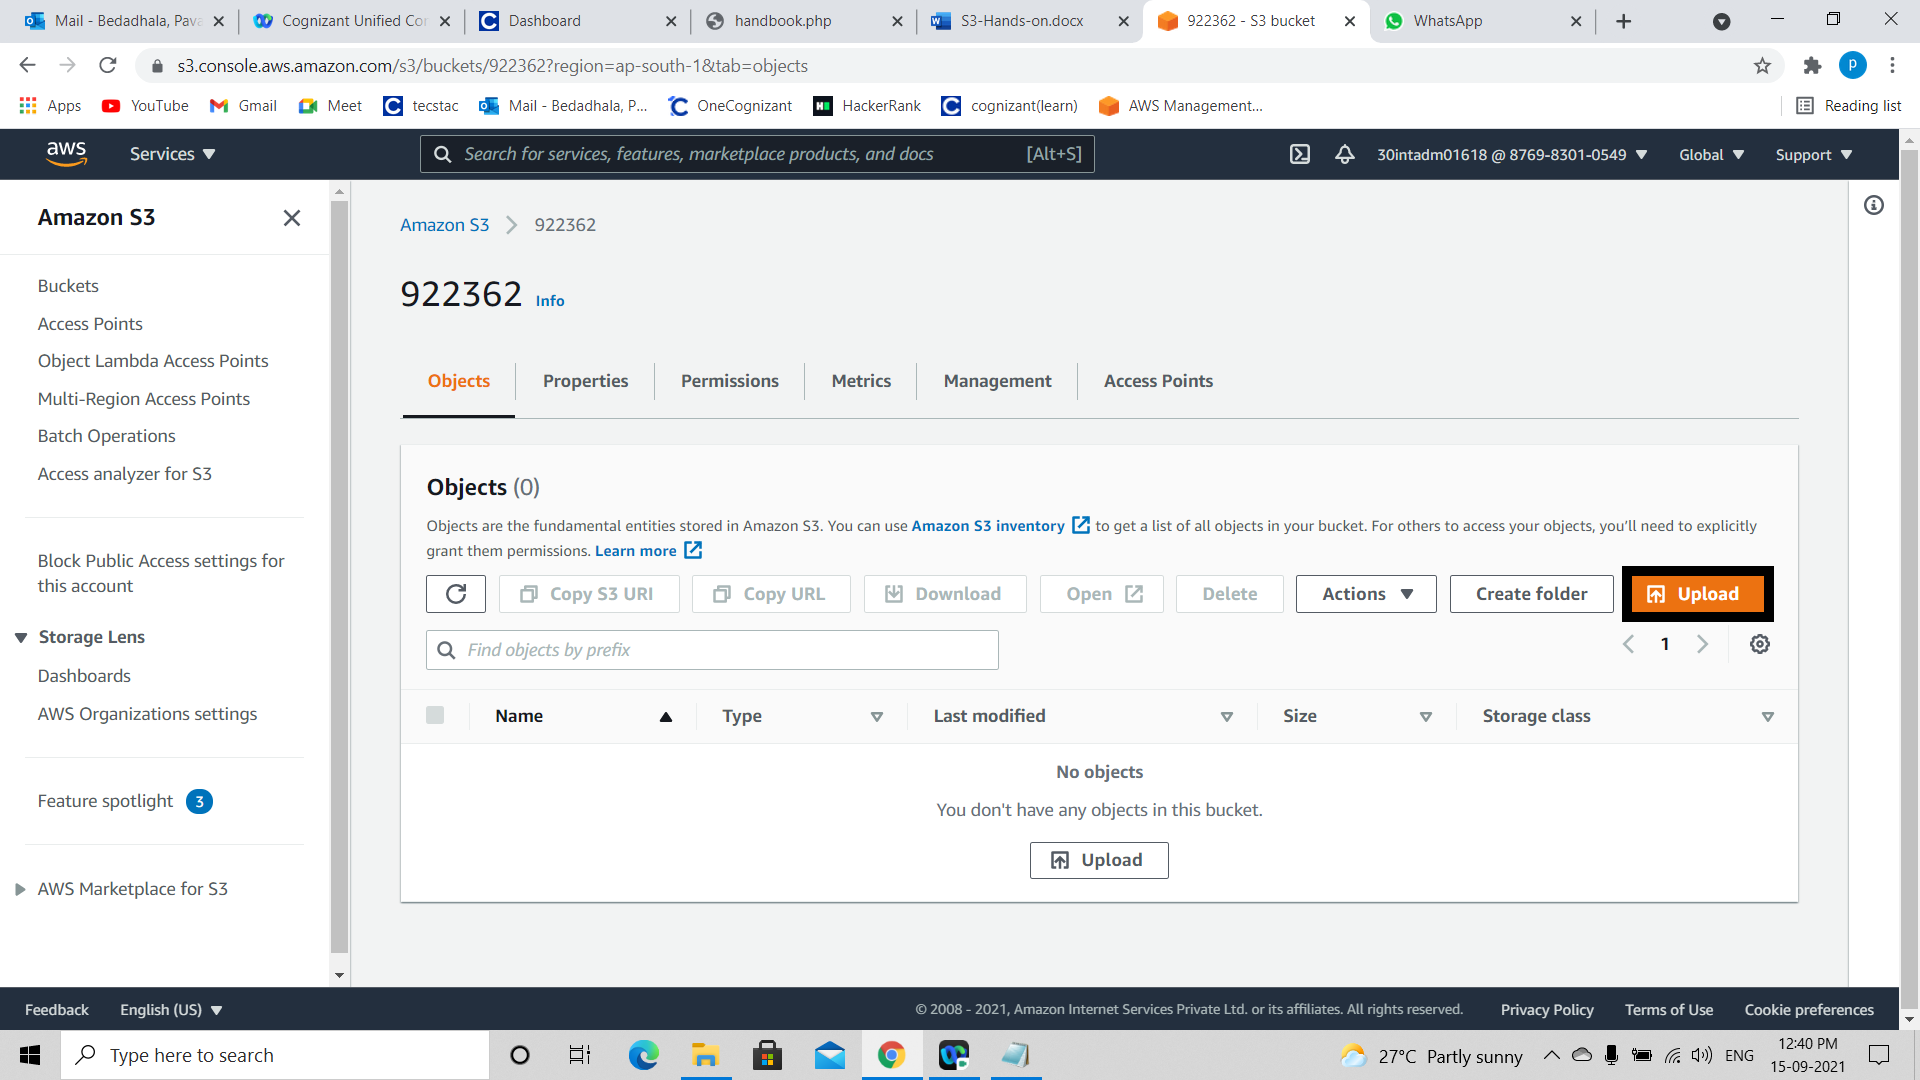 Mail - Bedadhala, Pava
Cognizant Unified Cor
Dashboard
handbook.php
S3-Hands-on.docx
922362 - S3 bucket
WhatsApp
s3.console.aws.amazon.com/s3/buckets/922362?region=ap-south-1&tab=objects
p
Apps
YouTube
Gmail
Meet
tecstac
Mail - Bedadhala, P...
OneCognizant
HackerRank
cognizant(learn)
AWS Management...
Reading list
aws
Services
Search for services, features, marketplace products, and docs
[Alt+S]
30intadm01618 @ 8769-8301-0549
Global
Support
Amazon S3
Buckets
Access Points
Object Lambda Access Points
Multi-Region Access Points
Batch Operations
Access analyzer for S3
Block Public Access settings for
this account
Storage Lens
Dashboards
AWS Organizations settings
Feature spotlight 3
AWS Marketplace for S3
Amazon S3
922362
922362 Info
Objects
Properties
Permissions
Metrics
Management
Access Points
Objects (0)
Objects are the fundamental entities stored in Amazon S3. You can use Amazon S3 inventory to get a list of all objects in your bucket. For others to access your objects, you'll need to explicitly
grant them permissions. Learn more
Copy S3 URI
Copy URL
Download
Open
Delete
Actions
Create folder
Upload
Find objects by prefix
1
Name
Type
Last modified
Size
Storage class
No objects
You don't have any objects in this bucket.
Upload
Feedback
English (US)
© 2008 - 2021, Amazon Internet Services Private Ltd. or its affiliates. All rights reserved.
Privacy Policy
Terms of Use
Cookie preferences
Type here to search
27°C Partly sunny
ENG
12:40 PM
15-09-2021